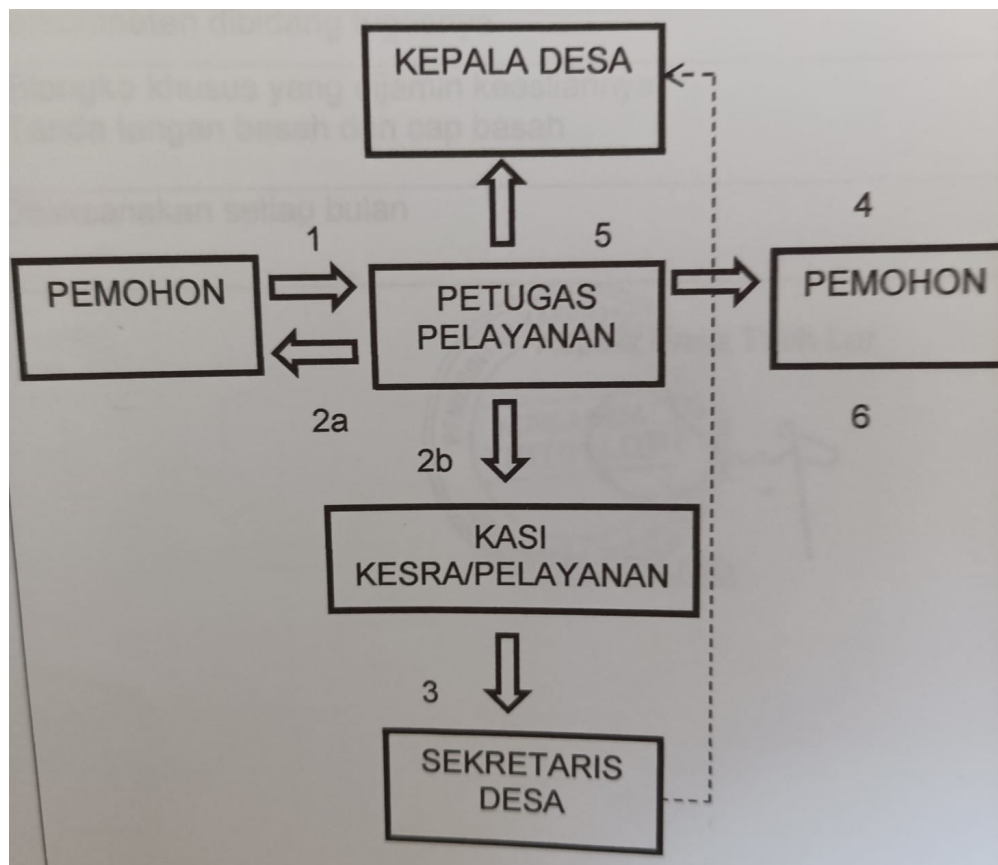 KEPALA DESA
4
1
5
PEMOHON
PETUGAS
PELAYANAN
PEMOHON
2a
6
2b
KASI
KESRA/PELAYANAN
3
SEKRETARIS
DESA